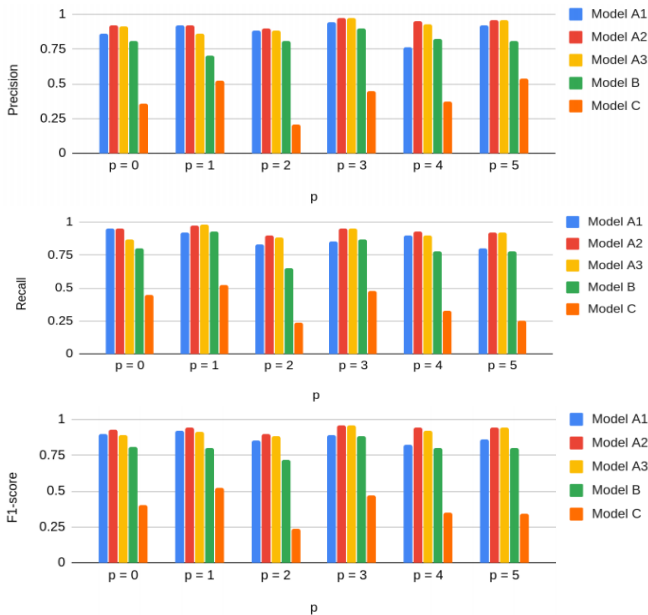 1
0.75
0.5
0.25
0
Precision
p = 0 p = 1 p = 2 p = 3 p = 4 p = 5
p
Model A1
Model A2
Model A3
Model B
Model C
1
0.75
0.5
0.25
0
Recall
p = 0 p = 1 p = 2 p = 3 p = 4 p = 5
p
Model A1
Model A2
Model A3
Model B
Model C
1
0.75
0.5
0.25
0
F1-score
p = 0 p = 1 p = 2 p = 3 p = 4 p = 5
p
Model A1
Model A2
Model A3
Model B
Model C